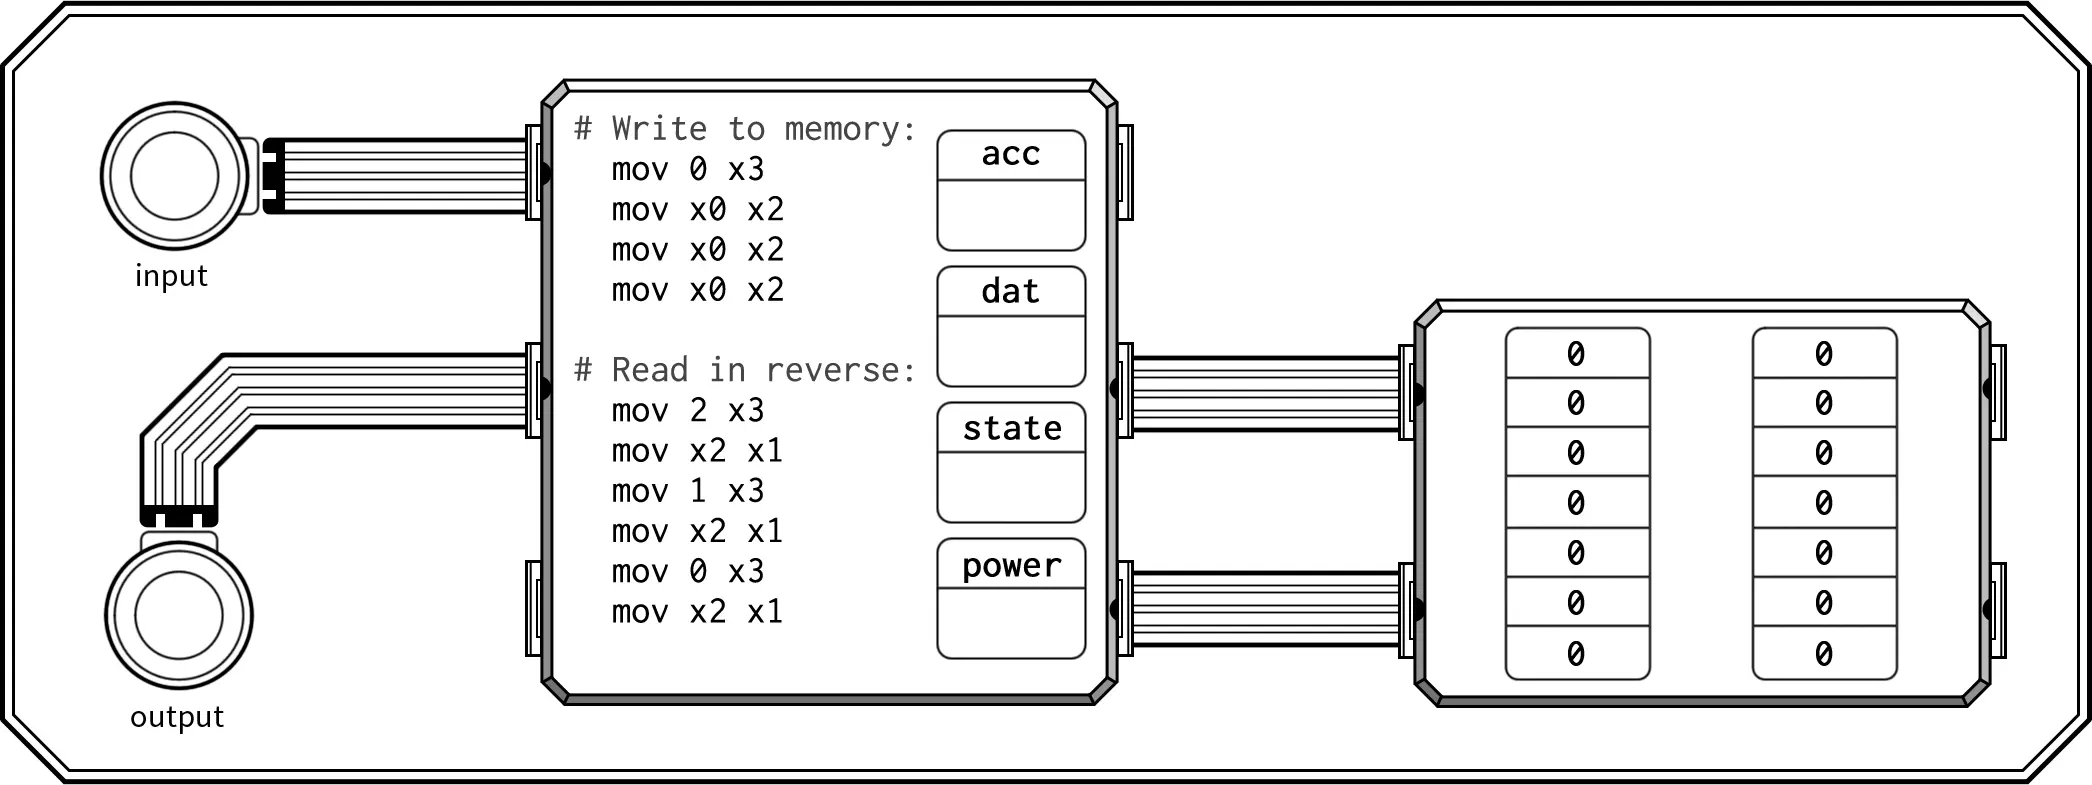 input
output
# Write to memory:
mov 0 x3
mov x0 x2
mov x0 x2
mov x0 x2
# Read in reverse:
mov 2 x3
mov x2 x1
mov 1 x3
mov x2 x1
mov 0 x3
mov x2 x1
acc
dat
state
power
0 0
0 0
0 0
0 0
0 0
0 0
0 0